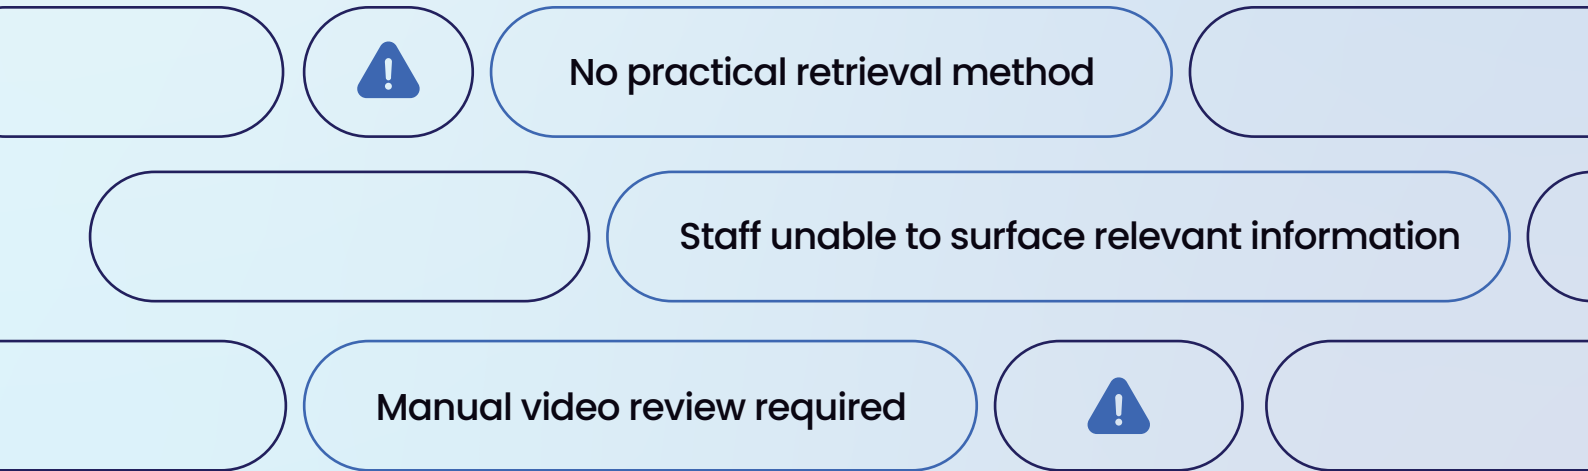 No practical retrieval method
Staff unable to surface relevant information
Manual video review required